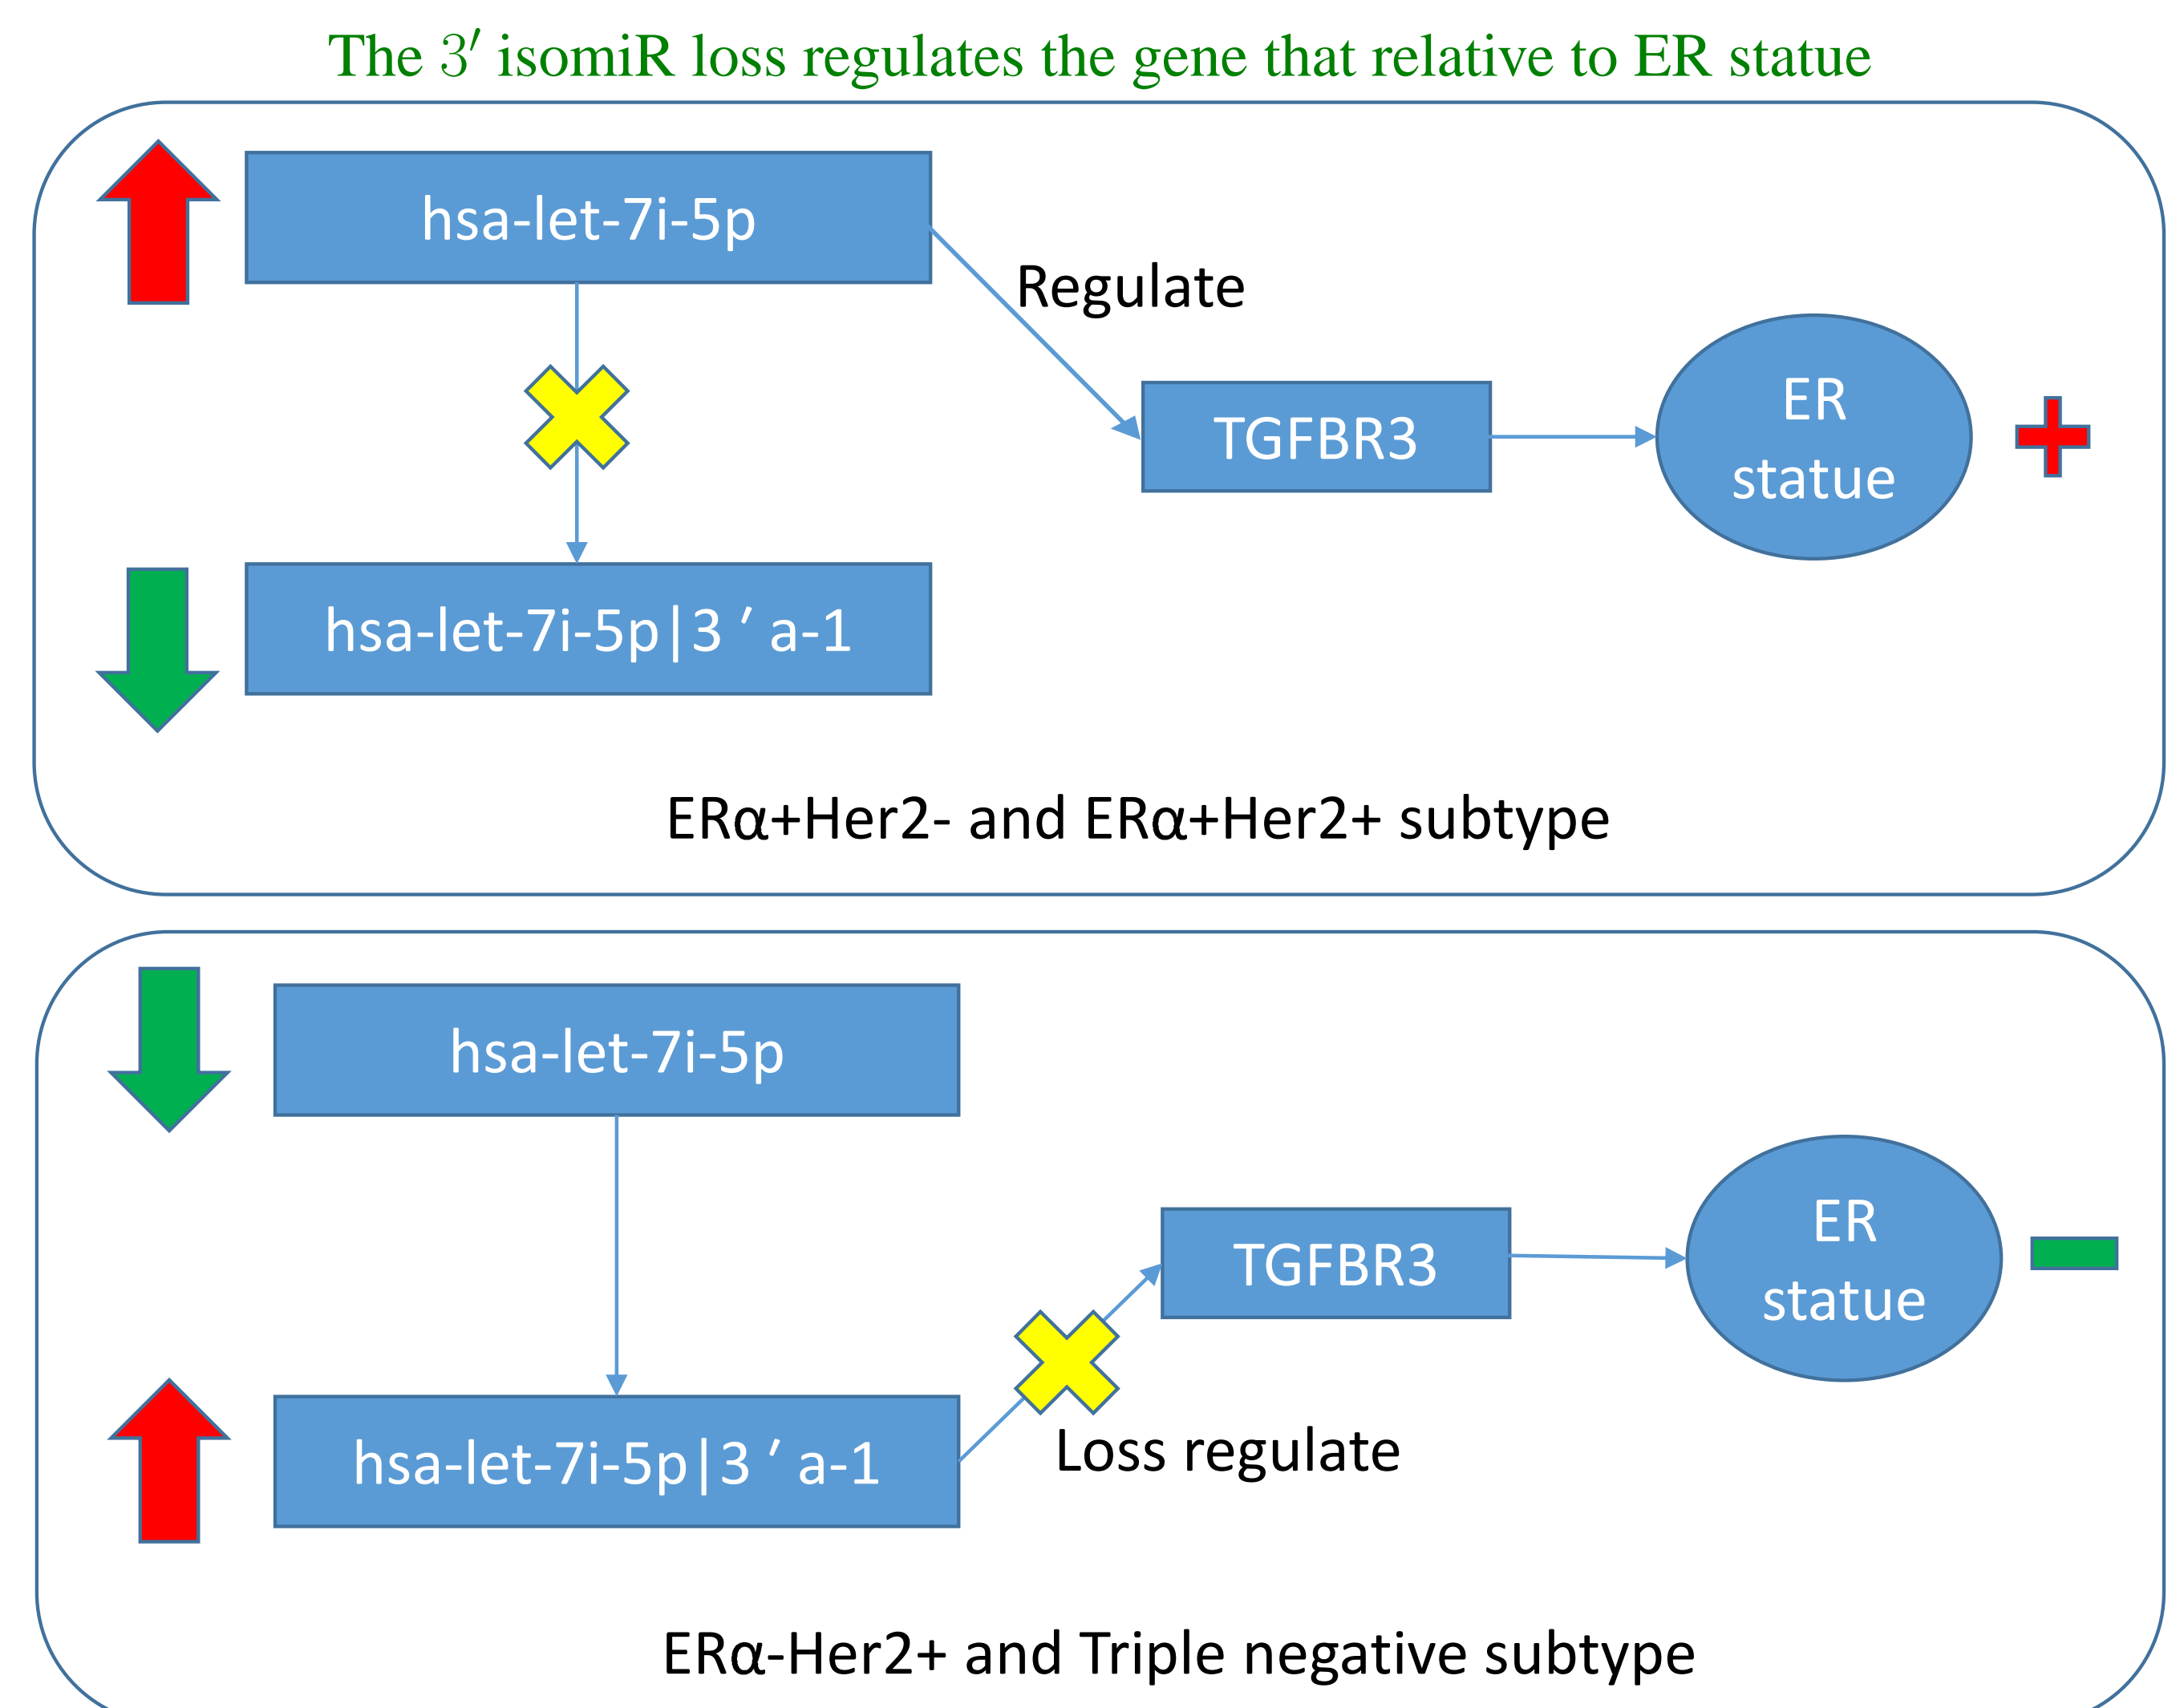 The 3′ isomiR loss regulates the gene that relative to ER statue
hsa-let-7i-5p
Regulate
TGFBR3
ER
statue
hsa-let-7i-5p|3 ′ a-1
ERα+Her2- and ERα+Her2+ subtype
hsa-let-7i-5p
TGFBR3
ER
statue
Loss regulate
hsa-let-7i-5p|3 ′ a-1
ERα-Her2+ and Triple negative subtype